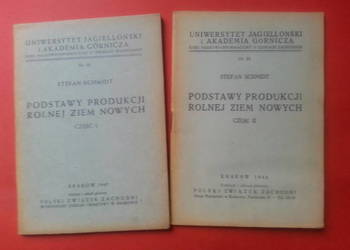 UNIWERSYTET JAGIELLOŃSKI
I AKADEMIA GÓRNICZA
STEFAN SCHMIDT
PODSTAWY PRODUKCJI
ROLNEJ ZIEM NOWYCH
CZĘŚĆ I
KRAKÓW
POLSKI ZWIĄZEK ZACHODNI
UNIWERSYTET JAGIELLOŃSKI
I AKADEMIA GÓRNICZA
STEFAN SCHMIDT
PODSTAWY PRODUKCJI
ROLNEJ ZIEM NOWYCH
CZĘŚĆ II
KRAKÓW
POLSKI ZWIĄZEK ZACHODNI